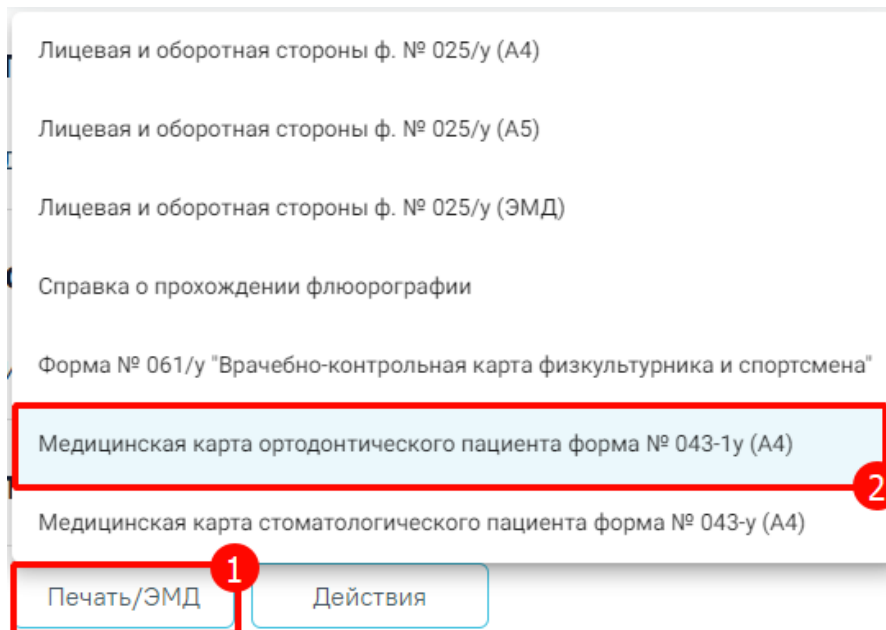 Лицевая и оборотная стороны ф. № 025/у (А4)
Лицевая и оборотная стороны ф. № 025/у (А5)
Лицевая и оборотная стороны ф. № 025/у (ЭМД)
Справка о прохождении флюорографии
Форма № 061/у "Врачебно-контрольная карта физкультурника и спортсмена"
Медицинская карта ортодонтического пациента форма № 043-1у (А4)
2
Медицинская карта стоматологического пациента форма № 043-у (А4)
1
Печать/ЭМД Действия